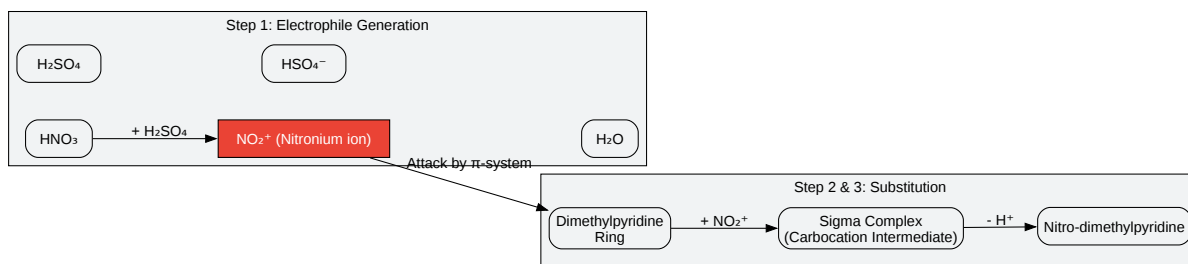 Step 1: Electrophile Generation
H₂SO₄
HSO₄⁻
HNO₃
+ H₂SO₄
NO₂⁺ (Nitronium ion)
H₂O
Attack by π-system
Step 2 & 3: Substitution
Dimethylpyridine
Ring
+ NO₂⁺
Sigma Complex
(Carbocation Intermediate)
- H⁺
Nitro-dimethylpyridine